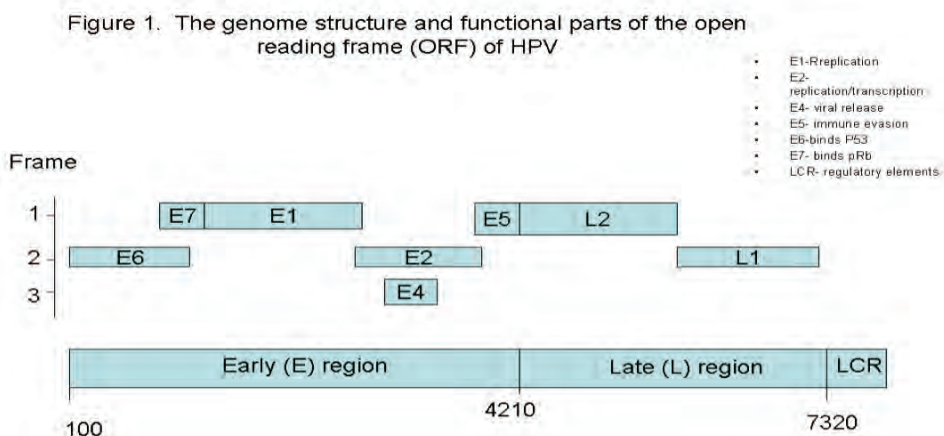 Figure 1. The genome structure and functional parts of the open
reading frame (ORF) of HPV
• E1-Rreplication
• E2-
replication/transcription
• E4- viral release
• E5- immune evasion
• E6-binds P53
• E7- binds pRb
• LCR- regulatory elements
Frame
1 E7 E1 E5 L2
2 E6 E2 L1
3 E4
Early (E) region Late (L) region LCR
100 4210 7320